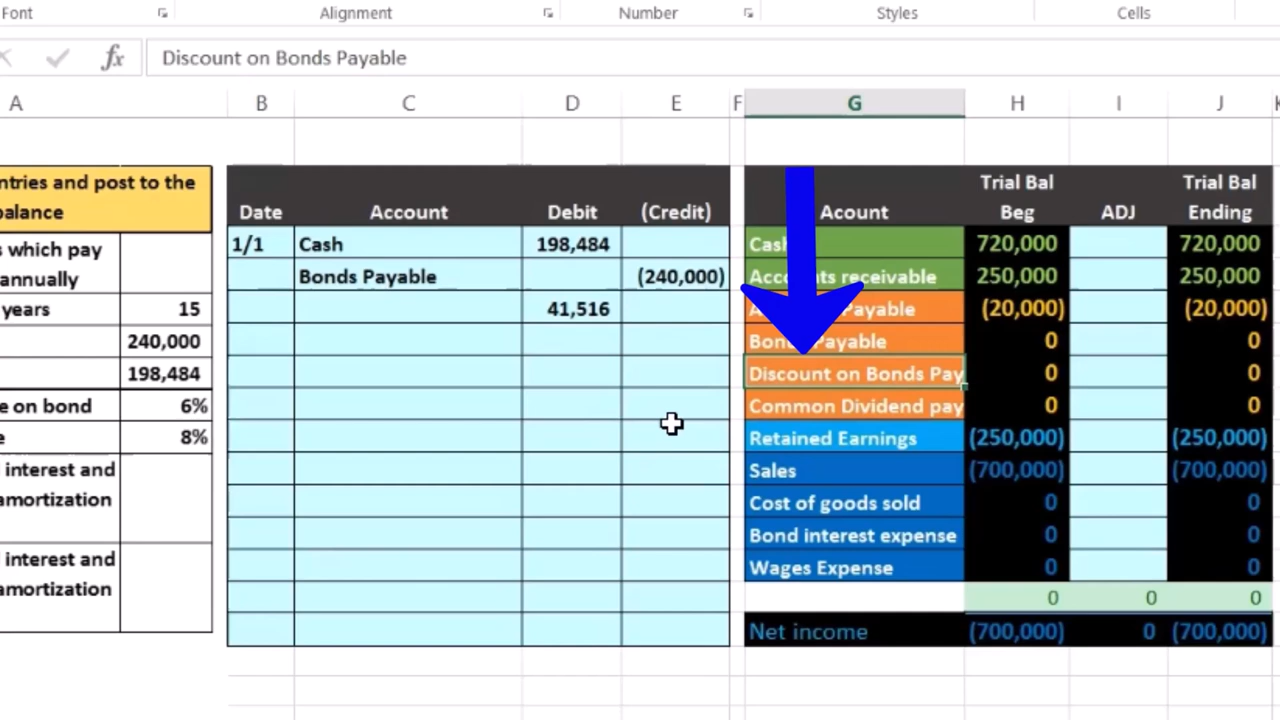 Font Alignment Number Styles Cells
fx Discount on Bonds Payable
A B C D E F G H I J
ntries and post to the
balance
s which pay
annually
years 15
240,000
198,484
e on bond 6%
e 8%
interest and
amortization
interest and
amortization
Date Account Debit (Credit)
1/1 Cash 198,484
Bonds Payable (240,000)
41,516
Acount Trial Bal Beg ADJ Trial Bal Ending
Cash 720,000 720,000
Accounts receivable 250,000 250,000
Payable (20,000) (20,000)
Bonds Payable 0 0
Discount on Bonds Pay 0 0
Common Dividend pay 0 0
Retained Earnings (250,000) (250,000)
Sales (700,000) (700,000)
Cost of goods sold 0 0
Bond interest expense 0 0
Wages Expense 0 0
0 0 0
Net income (700,000) 0 (700,000)